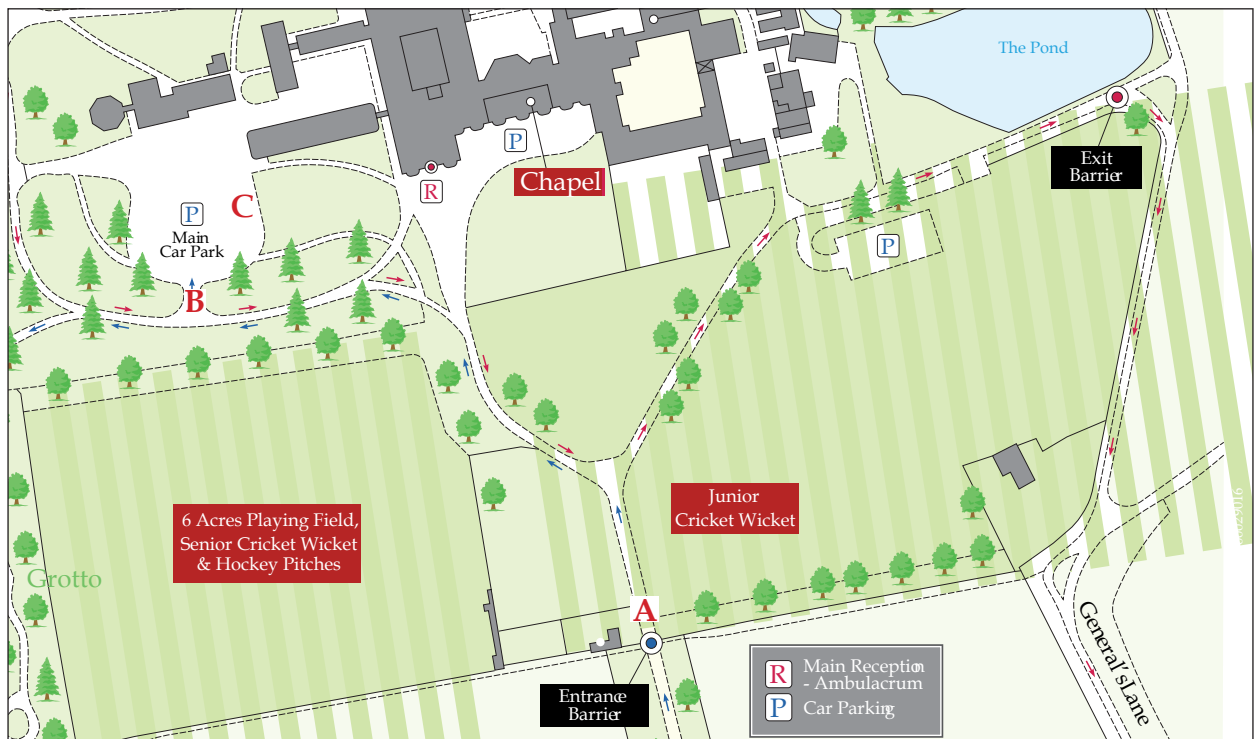 The Pond
Exit
Barrier
P
Chapel
R
C
P
Main
Car Park
P
B
6 Acres Playing Field,
Senior Cricket Wicket
& Hockey Pitches
Junior
Cricket Wicket
Grotto
A
General's Lane
Entrance
Barrier
R Main Reception
- Ambulacrum
P Car Parking